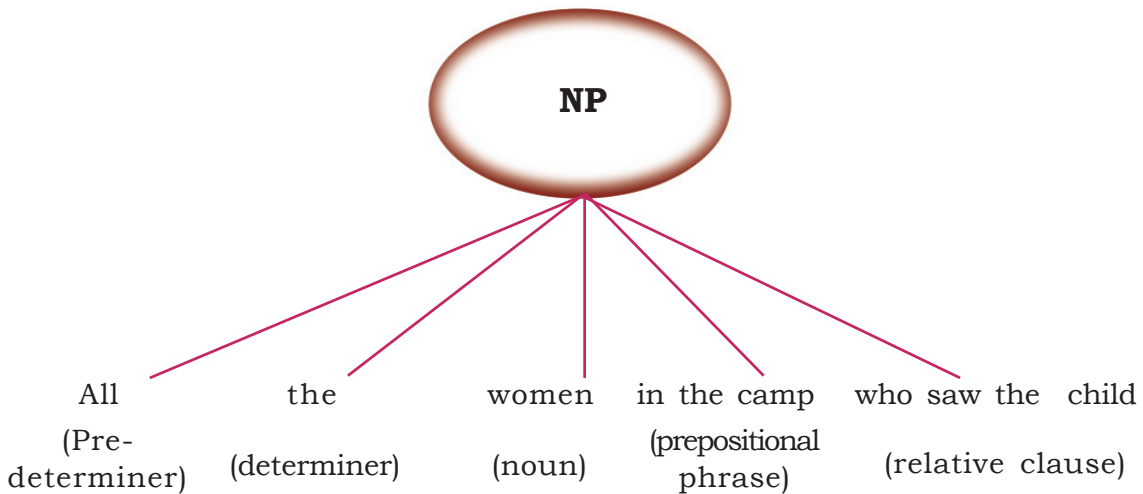 NP
All the women in the camp who saw the child
(Pre-
determiner) (determiner) (noun) (prepositional
phrase) (relative clause)